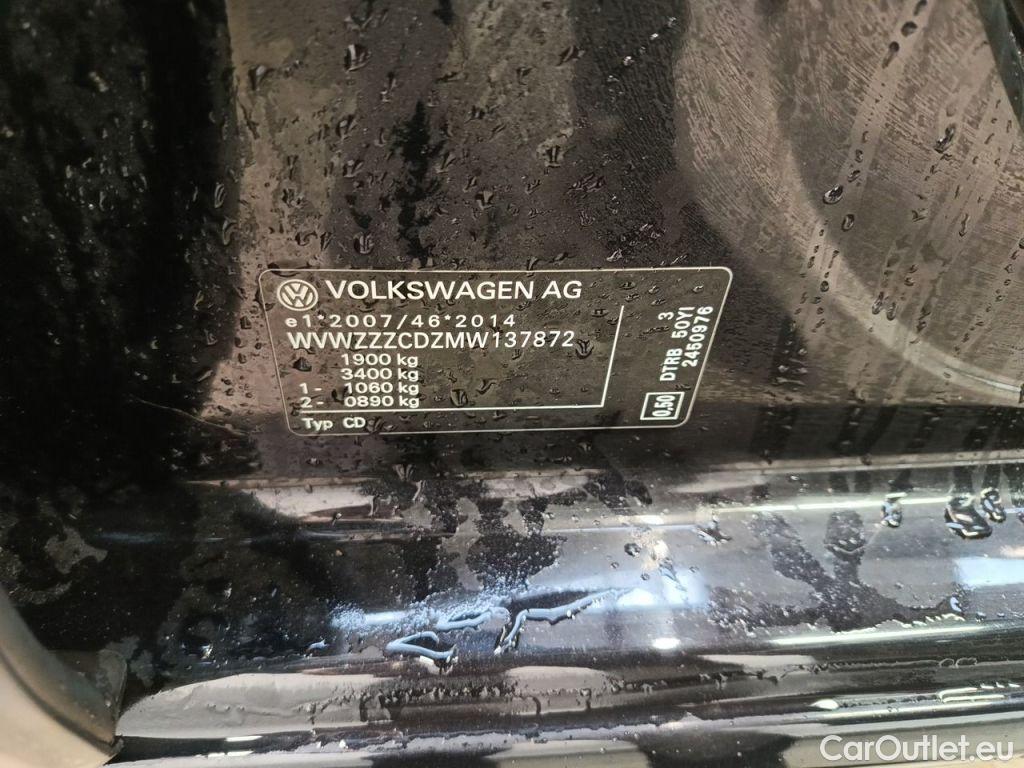 VOLKSWAGEN AG
e1*2007/46*2014
WVWZZZCDZMW137872
1900 kg
3400 kg
1- 1060 kg
2- 0890 kg
Typ CD
3
DTRB 50YI
2450976
0.50
CarOutlet.eu